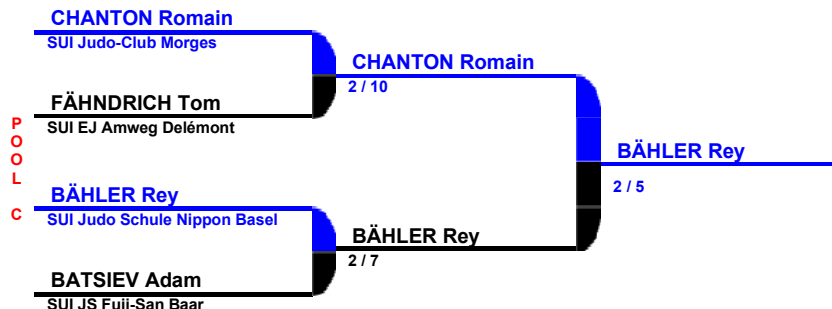 CHANTON Romain
SUI Judo-Club Morges
CHANTON Romain
2 / 10
FÄHNDRICH Tom
SUI EJ Amweg Delémont
POOL C
BÄHLER Rey
2 / 5
BÄHLER Rey
SUI Judo Schule Nippon Basel
BÄHLER Rey
2 / 7
BATSIEV Adam
SUI JS Fuji-San Baar